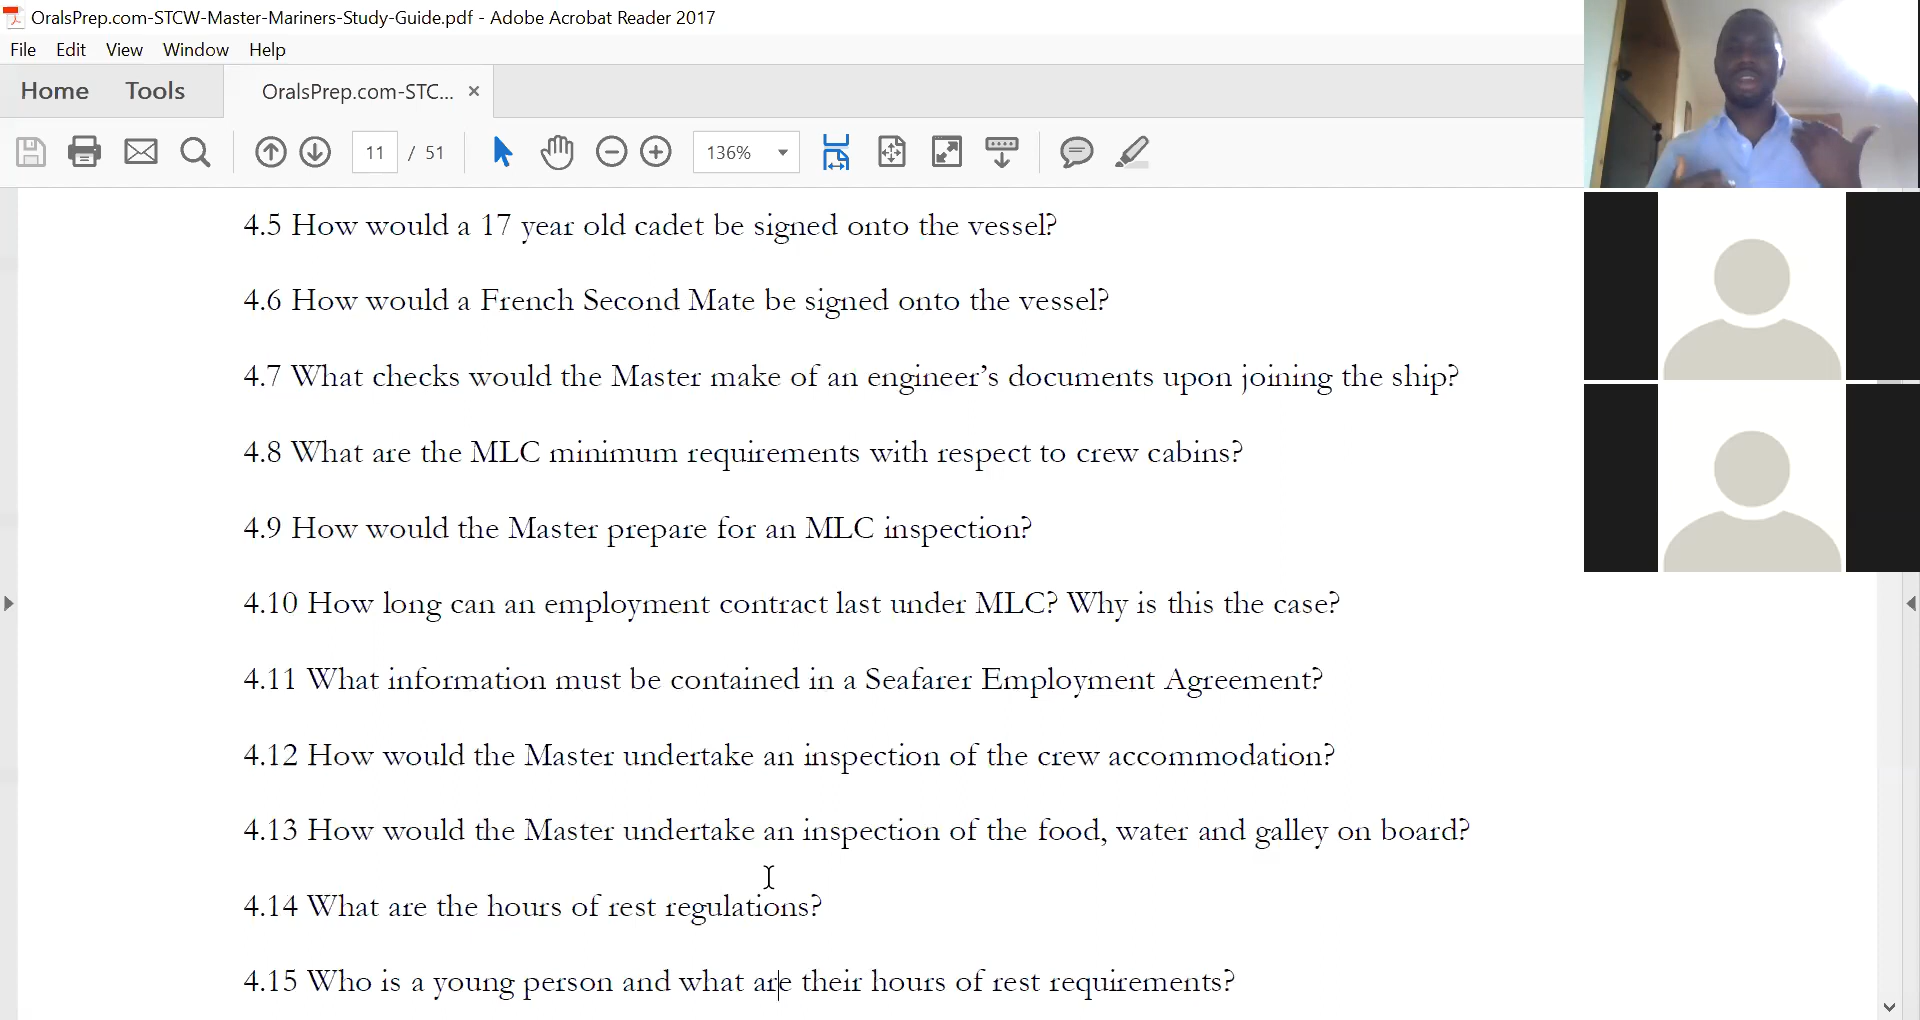 OralsPrep.com-STCW-Master-Mariners-Study-Guide.pdf - Adobe Acrobat Reader 2017
File Edit View Window Help
Home Tools OralsPrep.com-STC... ×
11 / 51 136%
4.5 How would a 17 year old cadet be signed onto the vessel?
4.6 How would a French Second Mate be signed onto the vessel?
4.7 What checks would the Master make of an engineer’s documents upon joining the ship?
4.8 What are the MLC minimum requirements with respect to crew cabins?
4.9 How would the Master prepare for an MLC inspection?
4.10 How long can an employment contract last under MLC? Why is this the case?
4.11 What information must be contained in a Seafarer Employment Agreement?
4.12 How would the Master undertake an inspection of the crew accommodation?
4.13 How would the Master undertake an inspection of the food, water and galley on board?
4.14 What are the hours of rest regulations?
4.15 Who is a young person and what are their hours of rest requirements?